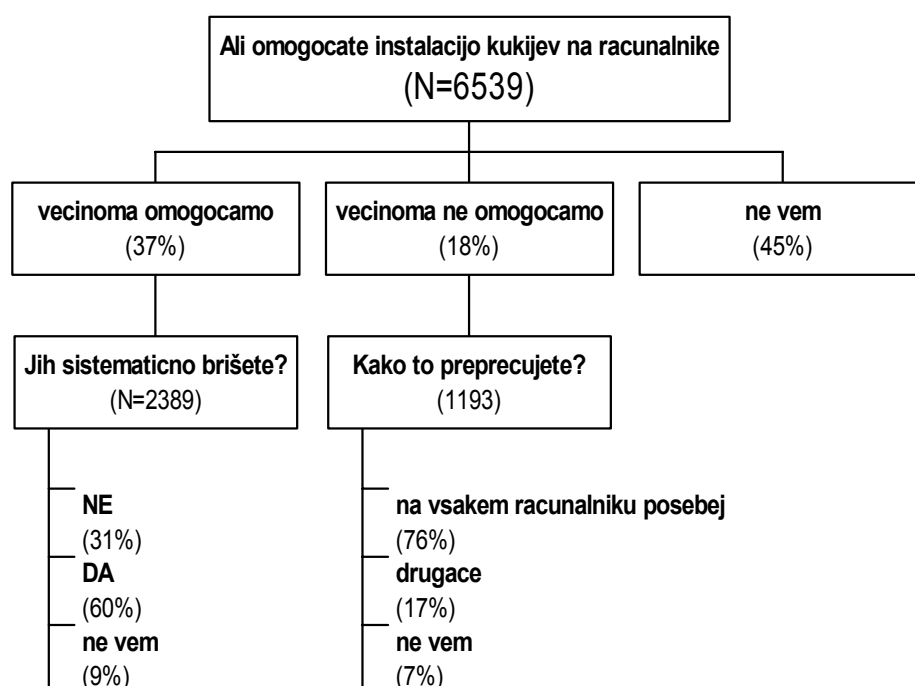 Ali omogocate instalacijo kukijev na racunalnike
(N=6539)
vecinoma omogocamo
(37%)
vecinoma ne omogocamo
(18%)
ne vem
(45%)
Jih sistematicno brišete?
(N=2389)
Kako to preprecujete?
(1193)
NE
(31%)
DA
(60%)
ne vem
(9%)
na vsakem racunalniku posebej
(76%)
drugace
(17%)
ne vem
(7%)